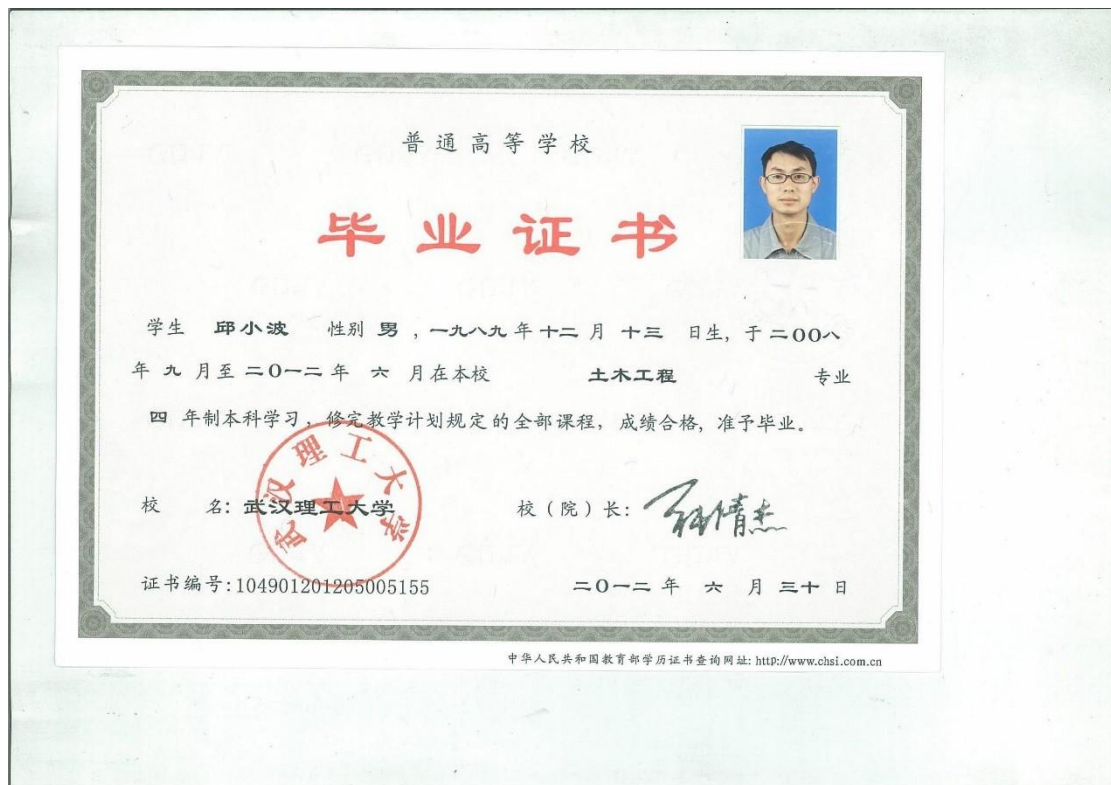 普通高等学校
毕业证书
学生 邱小波 性别 男 ,一九八九年 十二 月 十三 日生, 于 二00八
年 九 月至 二0一二 年 六 月在本校 土木工程 专业
四 年制本科学习, 修完教学计划规定的全部课程, 成绩合格, 准予毕业。
武汉理工大学
校 名: 武汉理工大学 校(院)长:
证书编号:104901201205005155 二0一二 年 六 月 三十 日
中华人民共和国教育部学历证书查询网址: http://www.chsi.com.cn